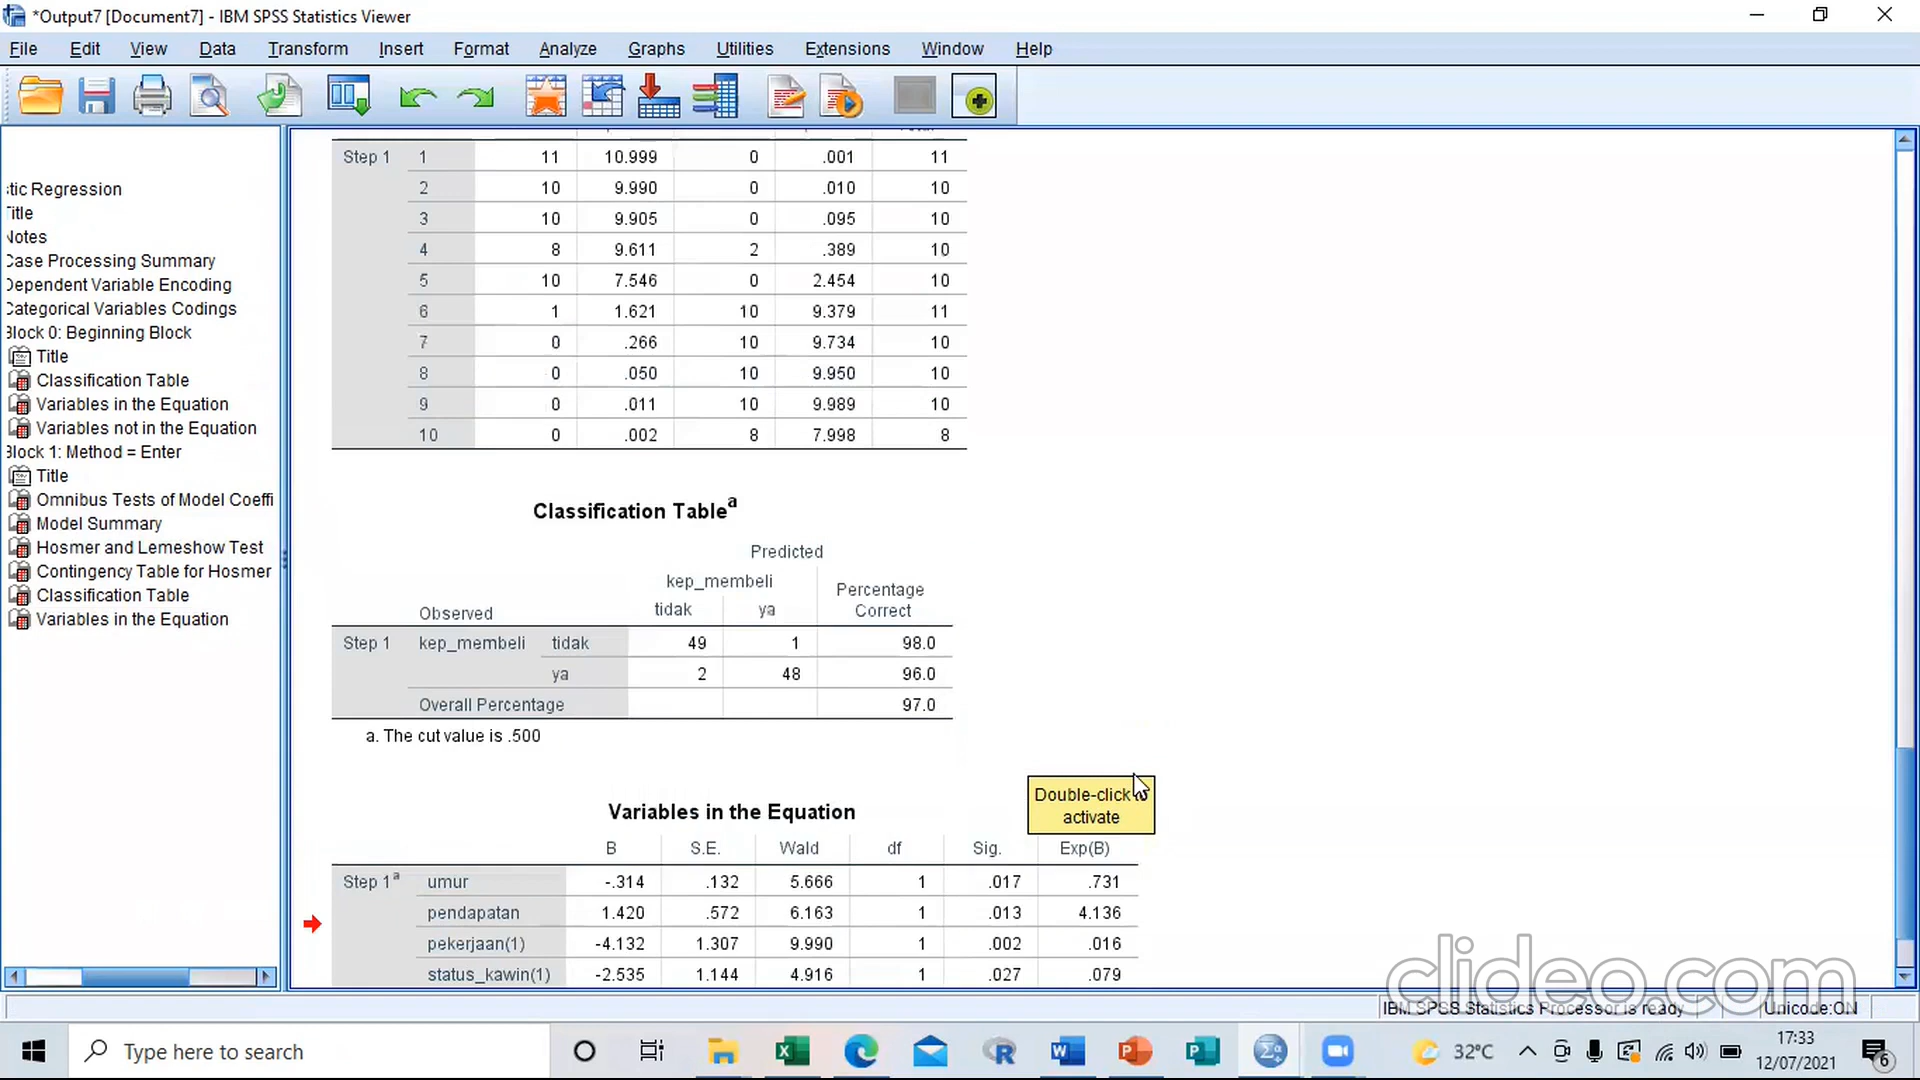 *Output7 [Document7] - IBM SPSS Statistics Viewer
File Edit View Data Transform Insert Format Analyze Graphs Utilities Extensions Window Help
stic Regression
Title
Notes
Case Processing Summary
Dependent Variable Encoding
Categorical Variables Codings
Block 0: Beginning Block
Title
Classification Table
Variables in the Equation
Variables not in the Equation
Block 1: Method = Enter
Title
Omnibus Tests of Model Coeffi
Model Summary
Hosmer and Lemeshow Test
Contingency Table for Hosmer
Classification Table
Variables in the Equation
Step 1 1 11 10.999 0 .001 11
2 10 9.990 0 .010 10
3 10 9.905 0 .095 10
4 8 9.611 2 .389 10
5 10 7.546 0 2.454 10
6 1 1.621 10 9.379 11
7 0 .266 10 9.734 10
8 0 .050 10 9.950 10
9 0 .011 10 9.989 10
10 0 .002 8 7.998 8
Classification Table a
Predicted
kep_membeli
Percentage
Correct
Observed tidak ya
Step 1 kep_membeli tidak 49 1 98.0
ya 2 48 96.0
Overall Percentage 97.0
a. The cut value is .500
Double-click to
activate
Variables in the Equation
B S.E. Wald df Sig. Exp(B)
Step 1 a umur -.314 .132 5.666 1 .017 .731
pendapatan 1.420 .572 6.163 1 .013 4.136
pekerjaan(1) -4.132 1.307 9.990 1 .002 .016
status_kawin(1) -2.535 1.144 4.916 1 .027 .079
clideo.com
IBM SPSS Statistics Processor is ready Unicode:ON
Type here to search
32°C
17:33
12/07/2021
6